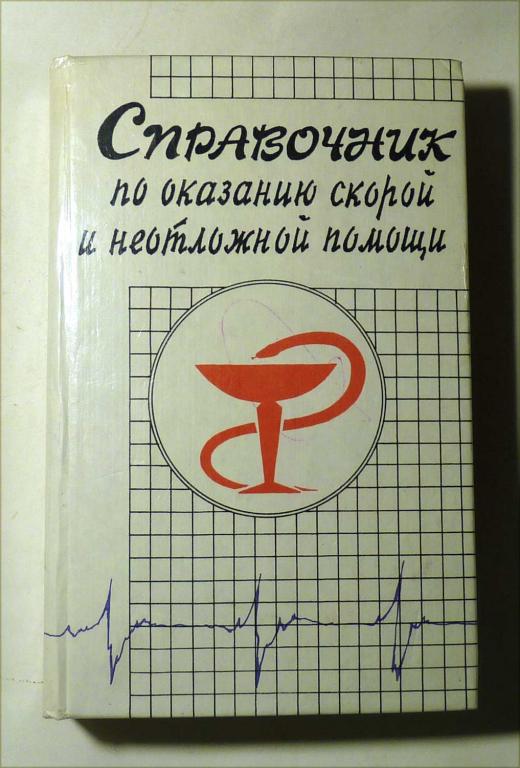 Справочник
по оказанию скорой
и неотложной помощи